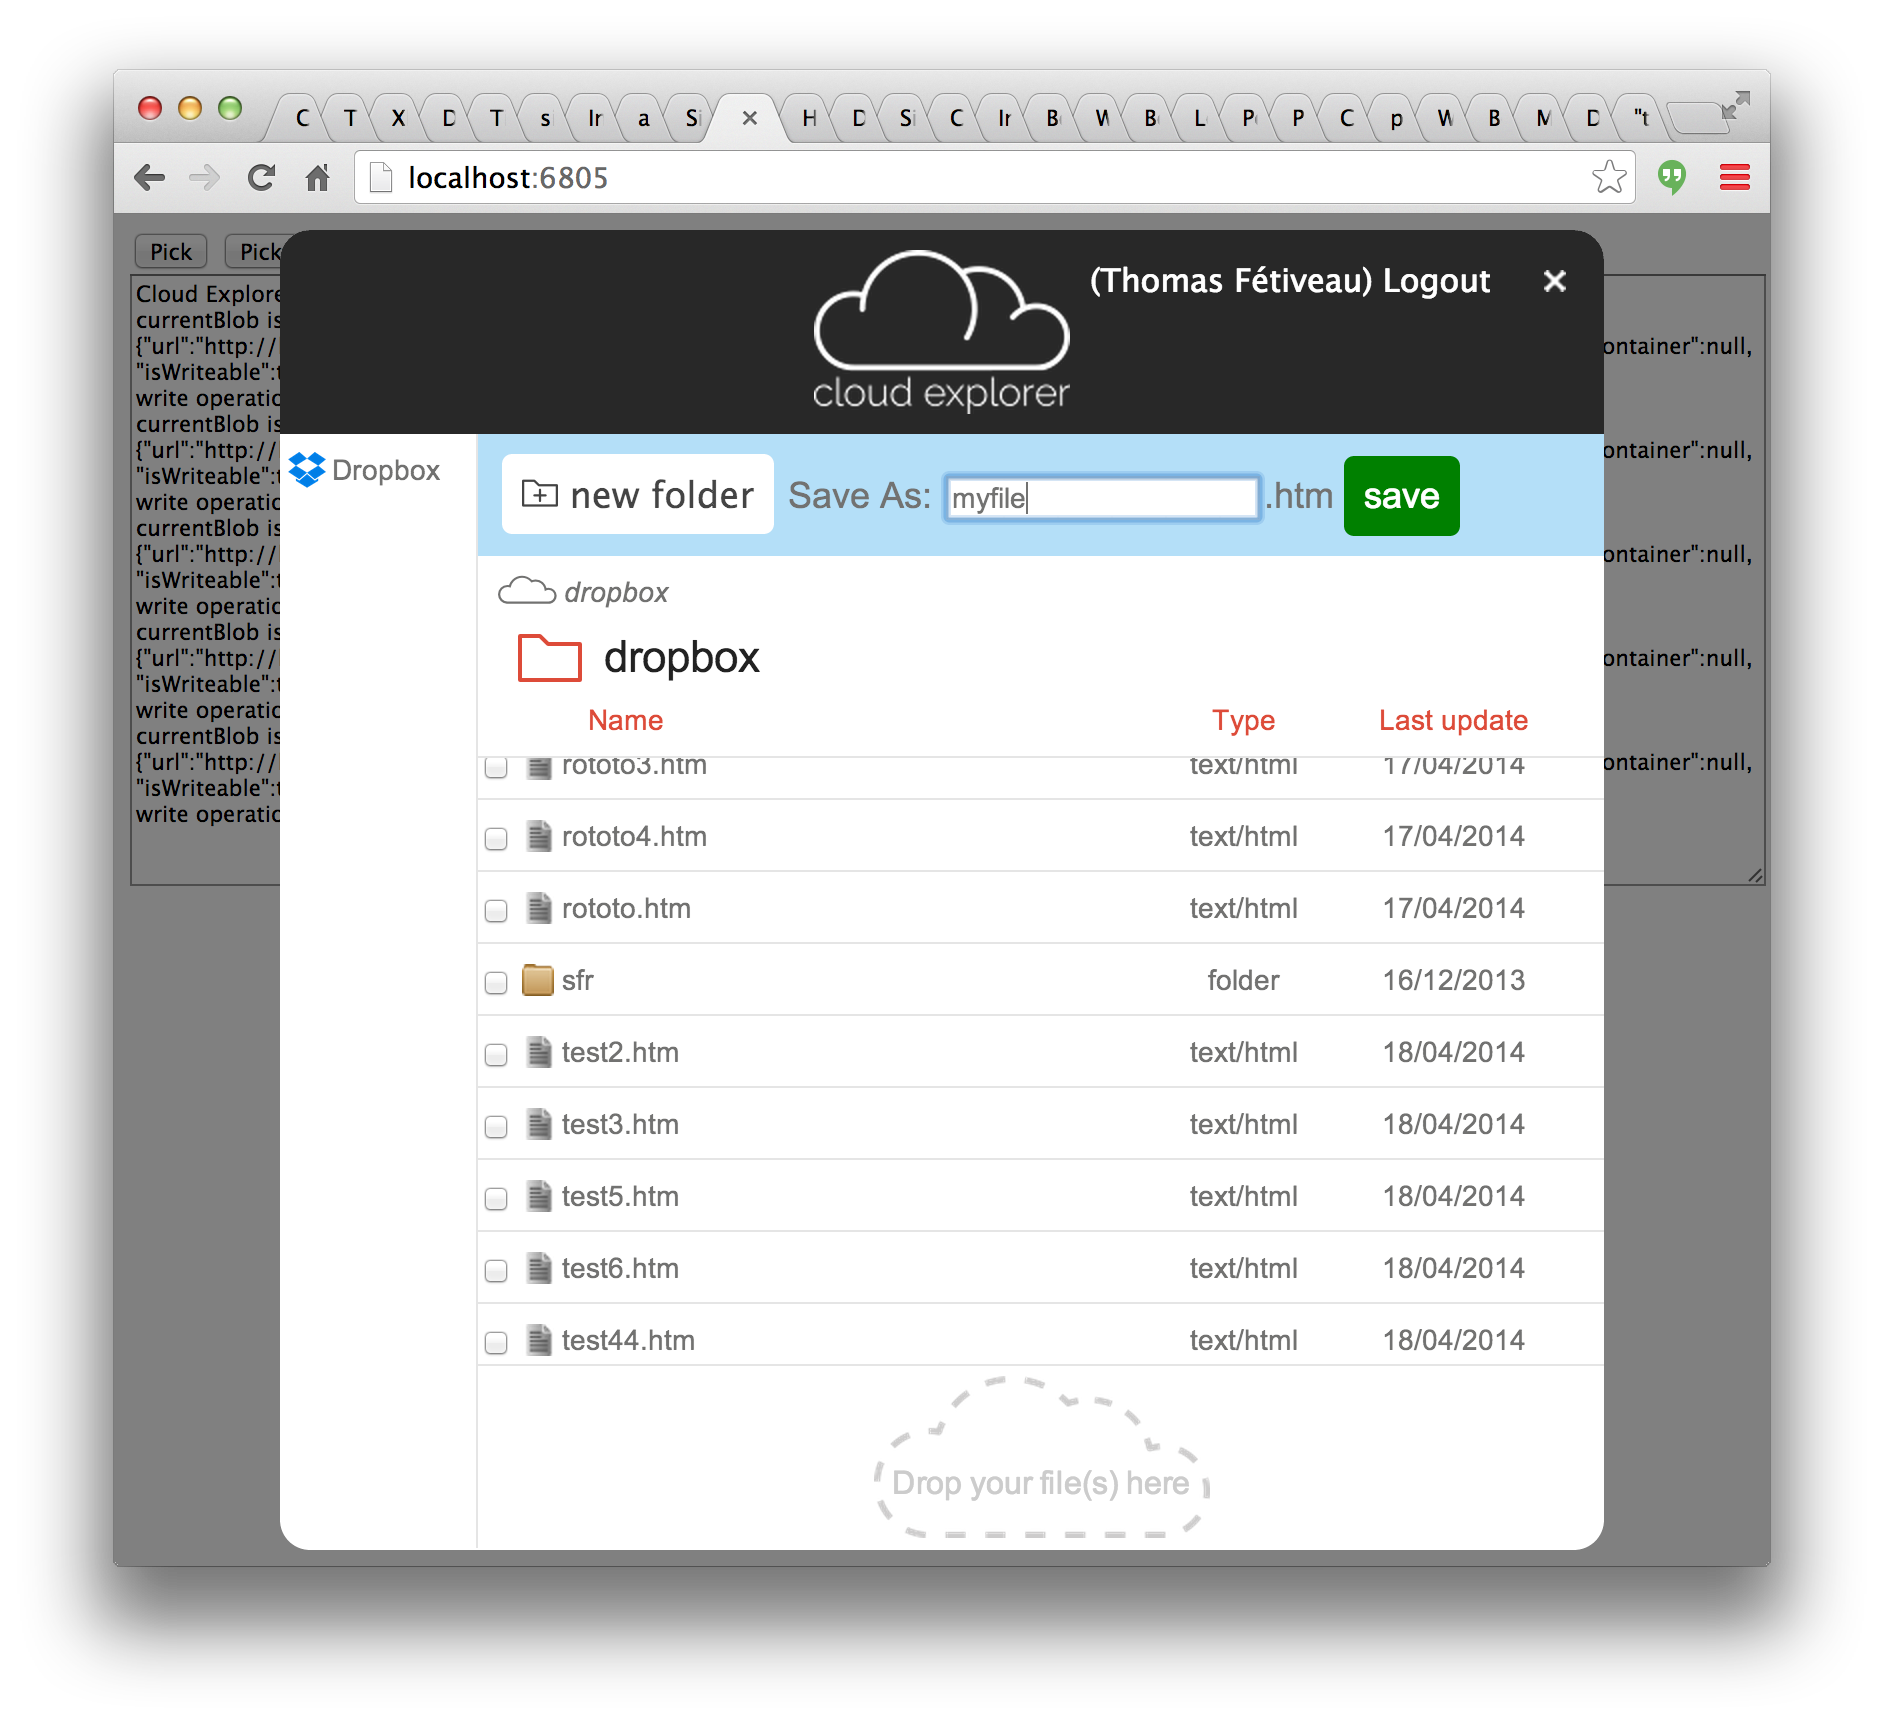 C T X D T s Ir a Si H D Si C Ir B W B L P P C p W B M D "t
localhost:6805
Pick Pick
(Thomas Fétiveau) Logout
cloud explorer
Cloud Explore
currentBlob is
{"url":"http:// ontainer":null,
"isWriteable":t
write operatio
currentBlob is
{"url":"http:// ontainer":null,
"isWriteable":t
write operatio
currentBlob is
{"url":"http:// ontainer":null,
"isWriteable":t
write operatio
currentBlob is
{"url":"http:// ontainer":null,
"isWriteable":t
write operatio
currentBlob is
{"url":"http:// ontainer":null,
"isWriteable":t
write operatio
Dropbox
new folder Save As: myfile .htm save
dropbox
dropbox
Name Type Last update
rototo3.htm text/html 17/04/2014
rototo4.htm text/html 17/04/2014
rototo.htm text/html 17/04/2014
sfr folder 16/12/2013
test2.htm text/html 18/04/2014
test3.htm text/html 18/04/2014
test5.htm text/html 18/04/2014
test6.htm text/html 18/04/2014
test44.htm text/html 18/04/2014
Drop your file(s) here